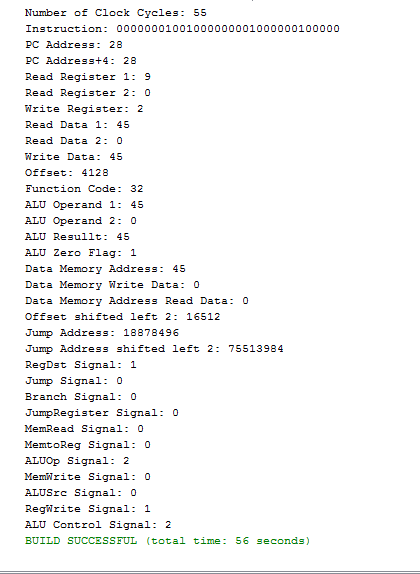 Number of Clock Cycles: 55
Instruction: 00000001001000000001000000100000
PC Address: 28
PC Address+4: 28
Read Register 1: 9
Read Register 2: 0
Write Register: 2
Read Data 1: 45
Read Data 2: 0
Write Data: 45
Offset: 4128
Function Code: 32
ALU Operand 1: 45
ALU Operand 2: 0
ALU Resullt: 45
ALU Zero Flag: 1
Data Memory Address: 45
Data Memory Write Data: 0
Data Memory Address Read Data: 0
Offset shifted left 2: 16512
Jump Address: 18878496
Jump Address shifted left 2: 75513984
RegDst Signal: 1
Jump Signal: 0
Branch Signal: 0
JumpRegister Signal: 0
MemRead Signal: 0
MemtoReg Signal: 0
ALUOp Signal: 2
MemWrite Signal: 0
ALUSrc Signal: 0
RegWrite Signal: 1
ALU Control Signal: 2
BUILD SUCCESSFUL (total time: 56 seconds)